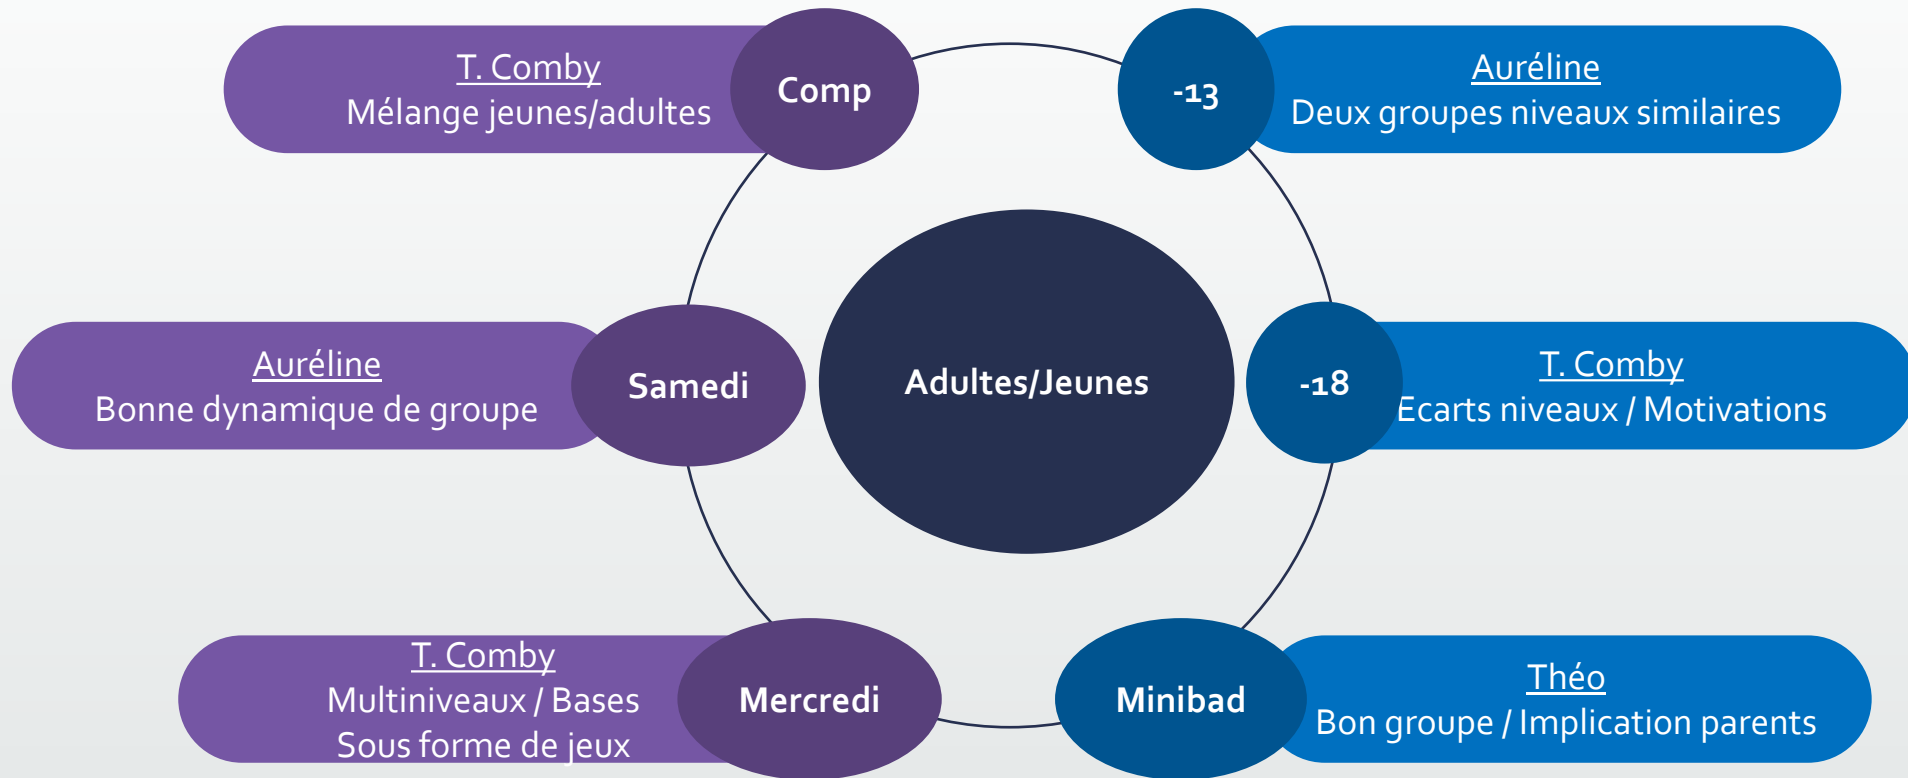 T. Comby
Mélange jeunes/adultes
Comp
-13
Auréline
Deux groupes niveaux similaires
Auréline
Bonne dynamique de groupe
Samedi
Adultes/Jeunes
-18
T. Comby
Ecarts niveaux / Motivations
T. Comby
Multiniveaux / Bases
Sous forme de jeux
Mercredi
Minibad
Théo
Bon groupe / Implication parents